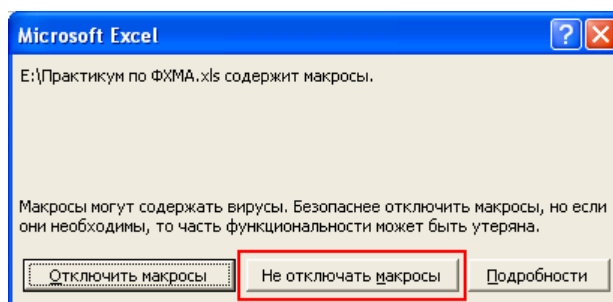 Microsoft Excel
E:\Практикум по ФХМА.xls содержит макросы.
Макросы могут содержать вирусы. Безопаснее отключить макросы, но если
они необходимы, то часть функциональности может быть утеряна.
Отключить макросы Не отключать макросы Подробности